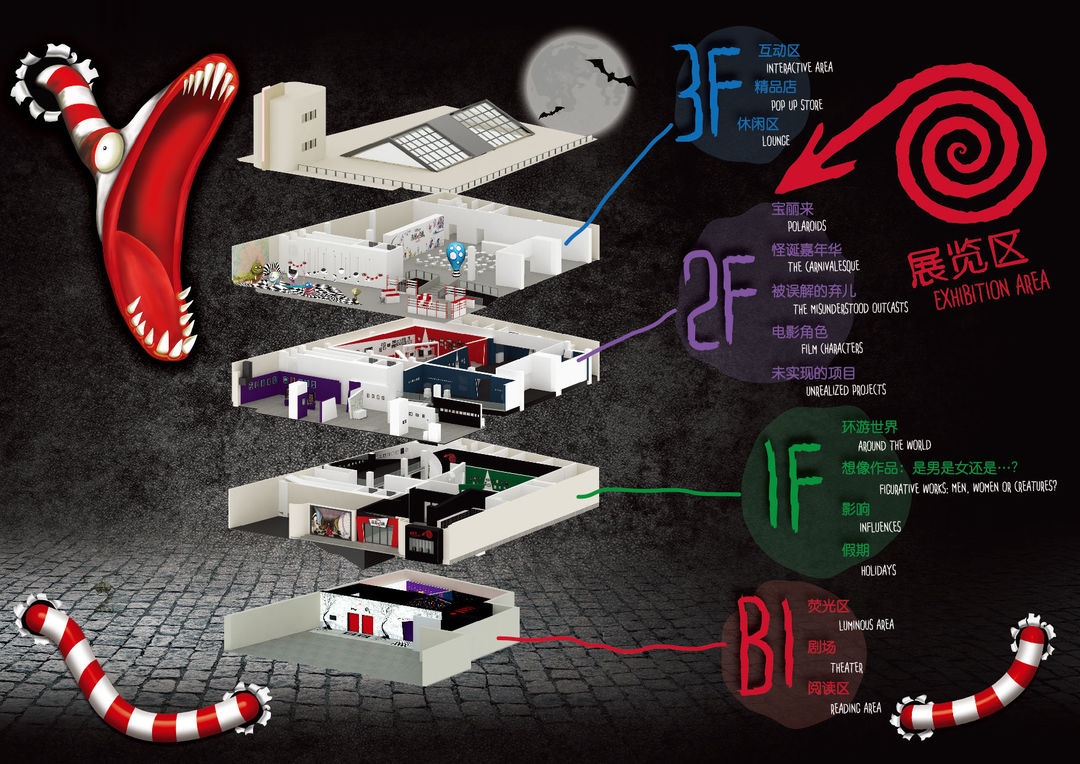 3F
互动区
INTERACTIVE AREA
精品店
POP UP STORE
休闲区
LOUNGE
展览区
EXHIBITION AREA
2F
宝丽来
POLAROIDS
怪诞嘉年华
THE CARNIVALESQUE
被误解的弃儿
THE MISUNDERSTOOD OUTCASTS
电影角色
FILM CHARACTERS
未实现的项目
UNREALIZED PROJECTS
1F
环游世界
AROUND THE WORLD
想像作品：是男是女还是…?
FIGURATIVE WORKS: MEN, WOMEN OR CREATURES?
影响
INFLUENCES
假期
HOLIDAYS
B1
荧光区
LUMINOUS AREA
剧场
THEATER
阅读区
READING AREA